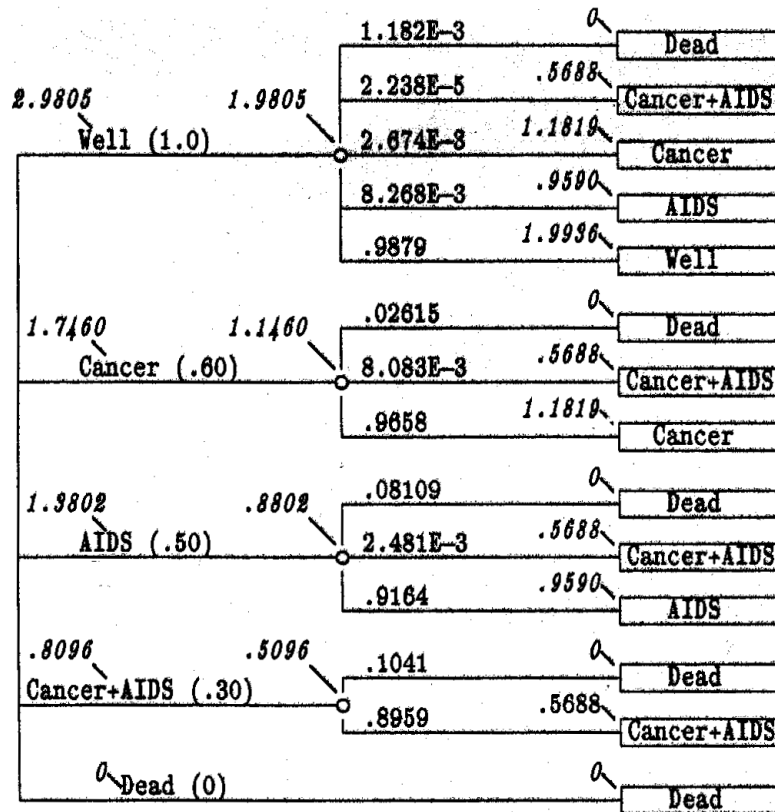 1.182E-3 0 Dead
2.9805 1.9805 2.238E-5 .5688 Cancer+AIDS
Well (1.0) 2.674E-3 1.1819 Cancer
8.268E-3 .9590 AIDS
.9879 1.9936 Well
.02615 0 Dead
1.7460 1.1460
Cancer (.60) 8.083E-3 .5688 Cancer+AIDS
.9658 1.1819 Cancer
.08109 0 Dead
1.3802 .8802
AIDS (.50) 2.481E-3 .5688 Cancer+AIDS
.9164 .9590 AIDS
.8096 .5096 .1041 0 Dead
Cancer+AIDS (.30)
.8959 .5688 Cancer+AIDS
0 Dead (0) 0 Dead